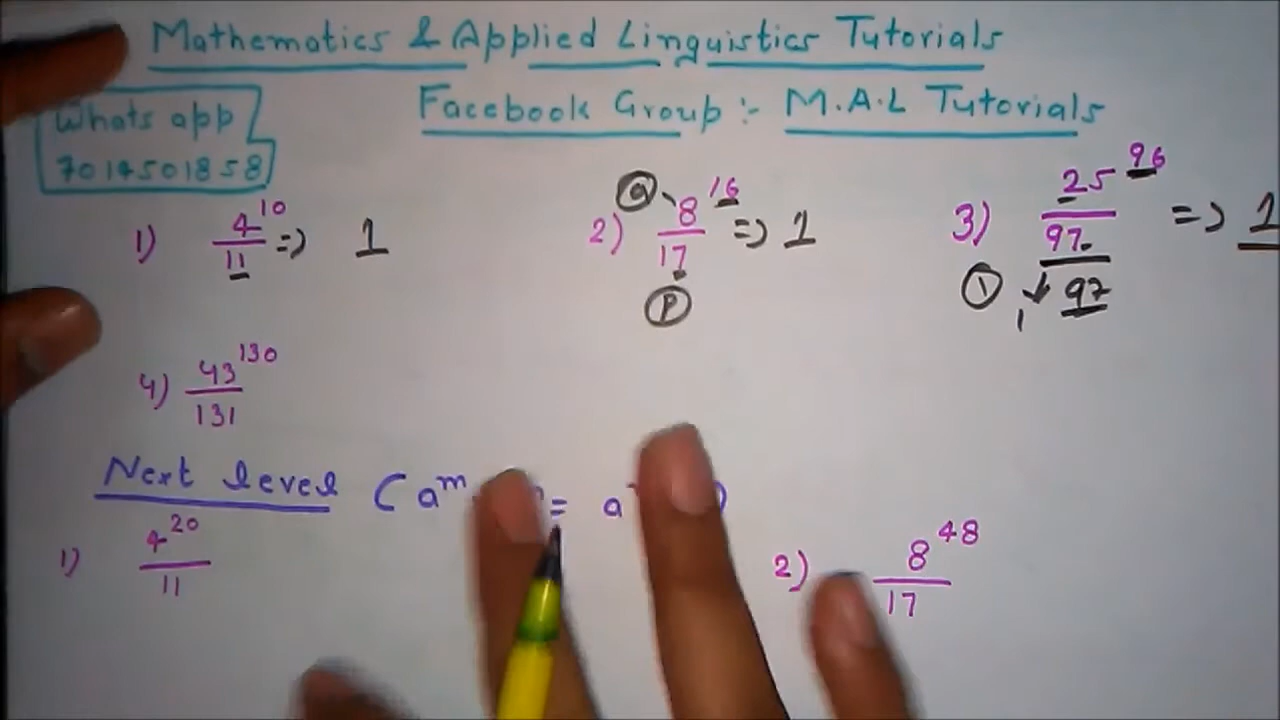 Mathematics & Applied Linguistics Tutorials
Whats app
7014501858
Facebook Group :- M.A.L Tutorials
1) 4^10 / 11 => 1
2) a 8^16 / 17 p => 1
3) 25^96 / 97 => 1
1 97
1
4) 43^130 / 131
Next level ( a^m = a
1) 4^20 / 11
2) 8^48 / 17